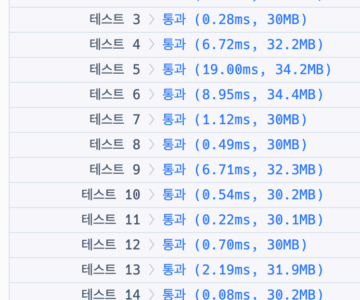 테스트 3 〉 통과 (0.28ms, 30MB)
테스트 4 〉 통과 (6.72ms, 32.2MB)
테스트 5 〉 통과 (19.00ms, 34.2MB)
테스트 6 〉 통과 (8.95ms, 34.4MB)
테스트 7 〉 통과 (1.12ms, 30MB)
테스트 8 〉 통과 (0.49ms, 30MB)
테스트 9 〉 통과 (6.71ms, 32.3MB)
테스트 10 〉 통과 (0.54ms, 30.2MB)
테스트 11 〉 통과 (0.22ms, 30.1MB)
테스트 12 〉 통과 (0.70ms, 30MB)
테스트 13 〉 통과 (2.19ms, 31.9MB)
테스트 14 〉 통과 (0.08ms, 30.2MB)